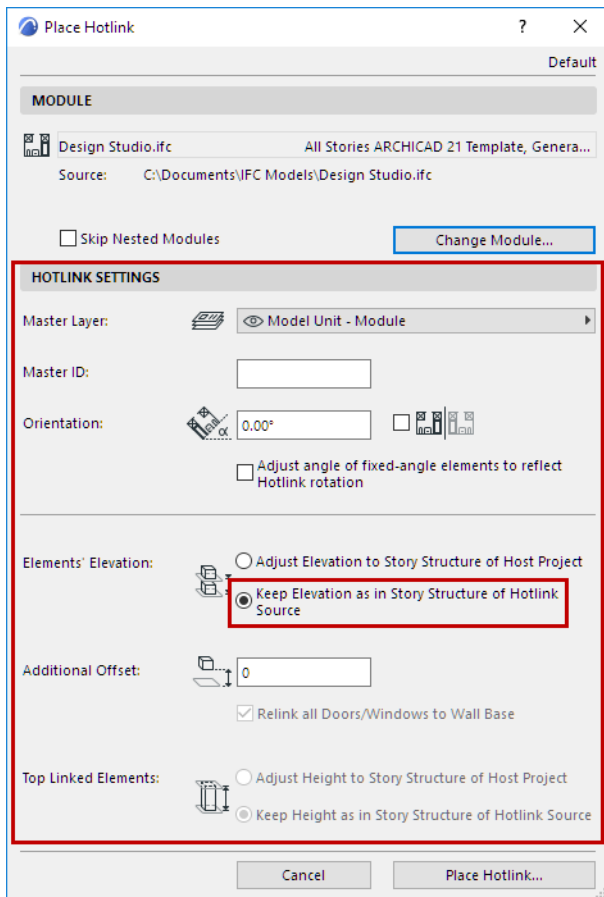 Place Hotlink
?
Default
MODULE
Design Studio.ifc All Stories ARCHICAD 21 Template, Genera...
Source: C:\Documents\IFC Models\Design Studio.ifc
Skip Nested Modules
Change Module...
HOTLINK SETTINGS
Master Layer: Model Unit - Module
Master ID:
Orientation: α 0.00°
Adjust angle of fixed-angle elements to reflect
Hotlink rotation
Elements' Elevation:
Adjust Elevation to Story Structure of Host Project
Keep Elevation as in Story Structure of Hotlink
Source
Additional Offset: 0
Relink all Doors/Windows to Wall Base
Top Linked Elements:
Adjust Height to Story Structure of Host Project
Keep Height as in Story Structure of Hotlink Source
Cancel
Place Hotlink...